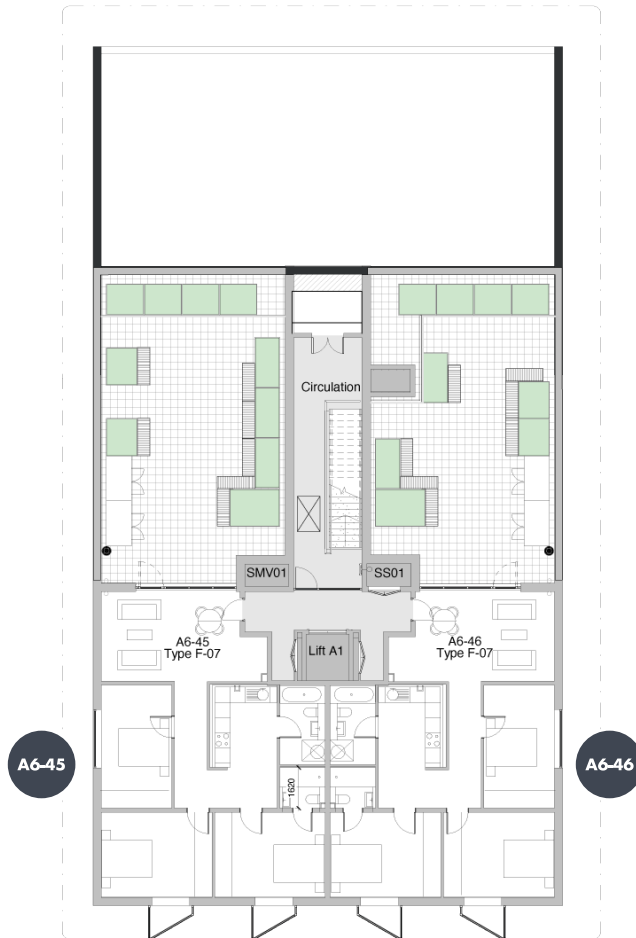 Circulation
SMV01
SS01
A6-45
Type F-07
Lift A1
A6-46
Type F-07
A6-45
A6-46
1620